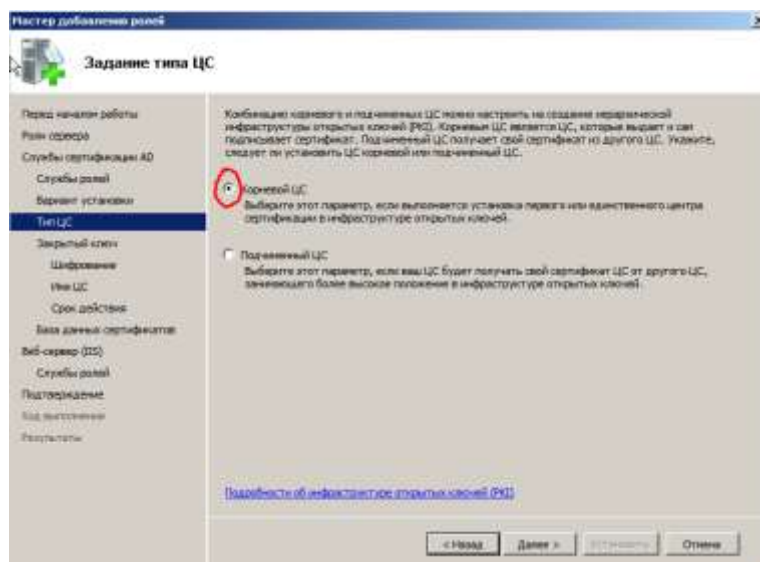 Мастер добавления ролей
Задание типа ЦС
Перед началом работы
Роли сервера
Службы сертификации AD
Службы ролей
Вариант установки
Тип ЦС
Закрытый ключ
Шифрование
Имя ЦС
Срок действия
База данных сертификатов
Веб-сервер (IIS)
Службы ролей
Подтверждение
Ход выполнения
Результаты
Комбинацию корневого и подчиненных ЦС можно настроить на создание иерархической
инфраструктуры открытых ключей (PKI). Корневым ЦС является ЦС, который выдает и сам
подписывает сертификат. Подчиненный ЦС получает свой сертификат из другого ЦС. Укажите,
следует ли установить ЦС корневой или подчиненный ЦС.
Корневой ЦС
Выберите этот параметр, если выполняется установка первого или единственного центра
сертификации в инфраструктуре открытых ключей.
Подчиненный ЦС
Выберите этот параметр, если ваш ЦС будет получать свой сертификат ЦС от другого ЦС,
занимающего более высокое положение в инфраструктуре открытых ключей.
Подробности об инфраструктуре открытых ключей (PKI)
< Назад
Далее >
Установить
Отмена